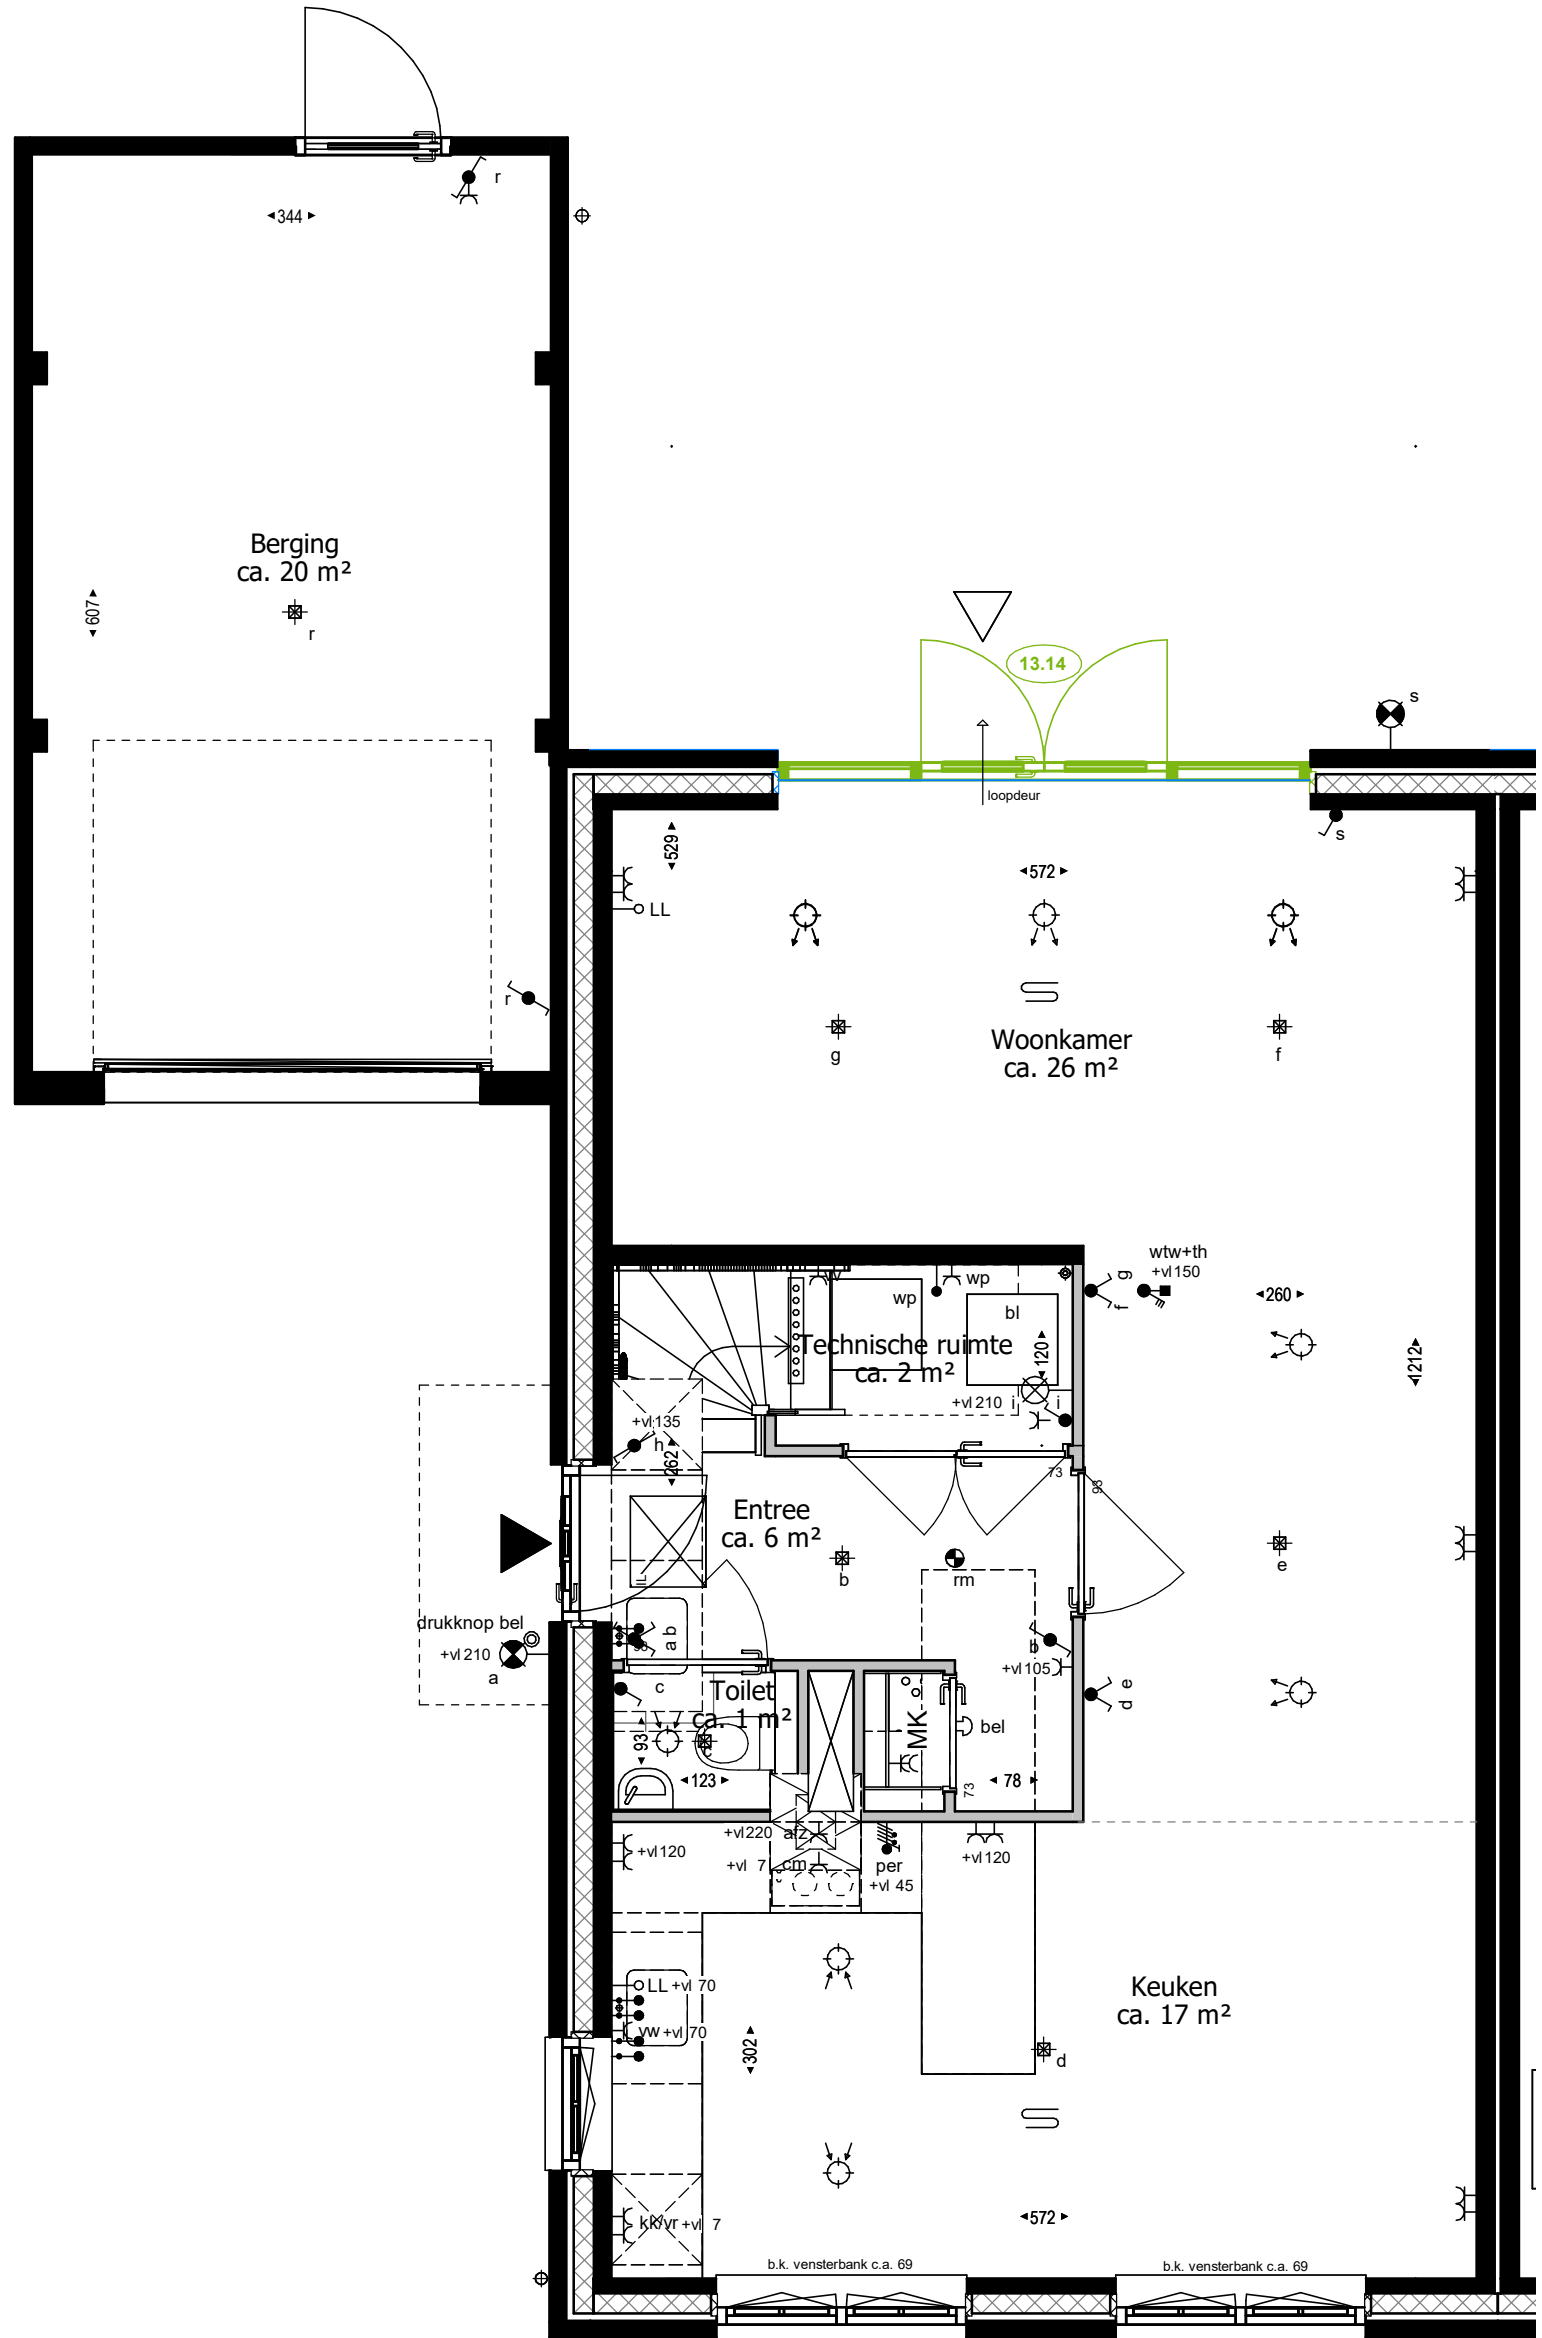 r
344
Berging
ca. 20 m²
607
r
13.14
s
loopdeur
s
529
572
LL
r
g
Woonkamer
ca. 26 m²
f
wtw+th
+vl 150
g
f
wp
wp
bl
260
Technische ruimte
ca. 2 m²
120
1212
+vl 210
i
i
+vl 135
h
262
73
93
Entree
ca. 6 m²
b
rm
e
drukknop bel
+vl 210
a
a b
b
+vl 105
c
Toilet
ca. 1 m²
e
d
93
c
MK
bel
123
73
78
+vl 220
afz
+vl 120
+vl 7
cm
per
+vl 45
+vl 120
LL +vl 70
vw +vl 70
Keuken
ca. 17 m²
302
d
kk/vr +vl 7
572
b.k. vensterbank c.a. 69
b.k. vensterbank c.a. 69